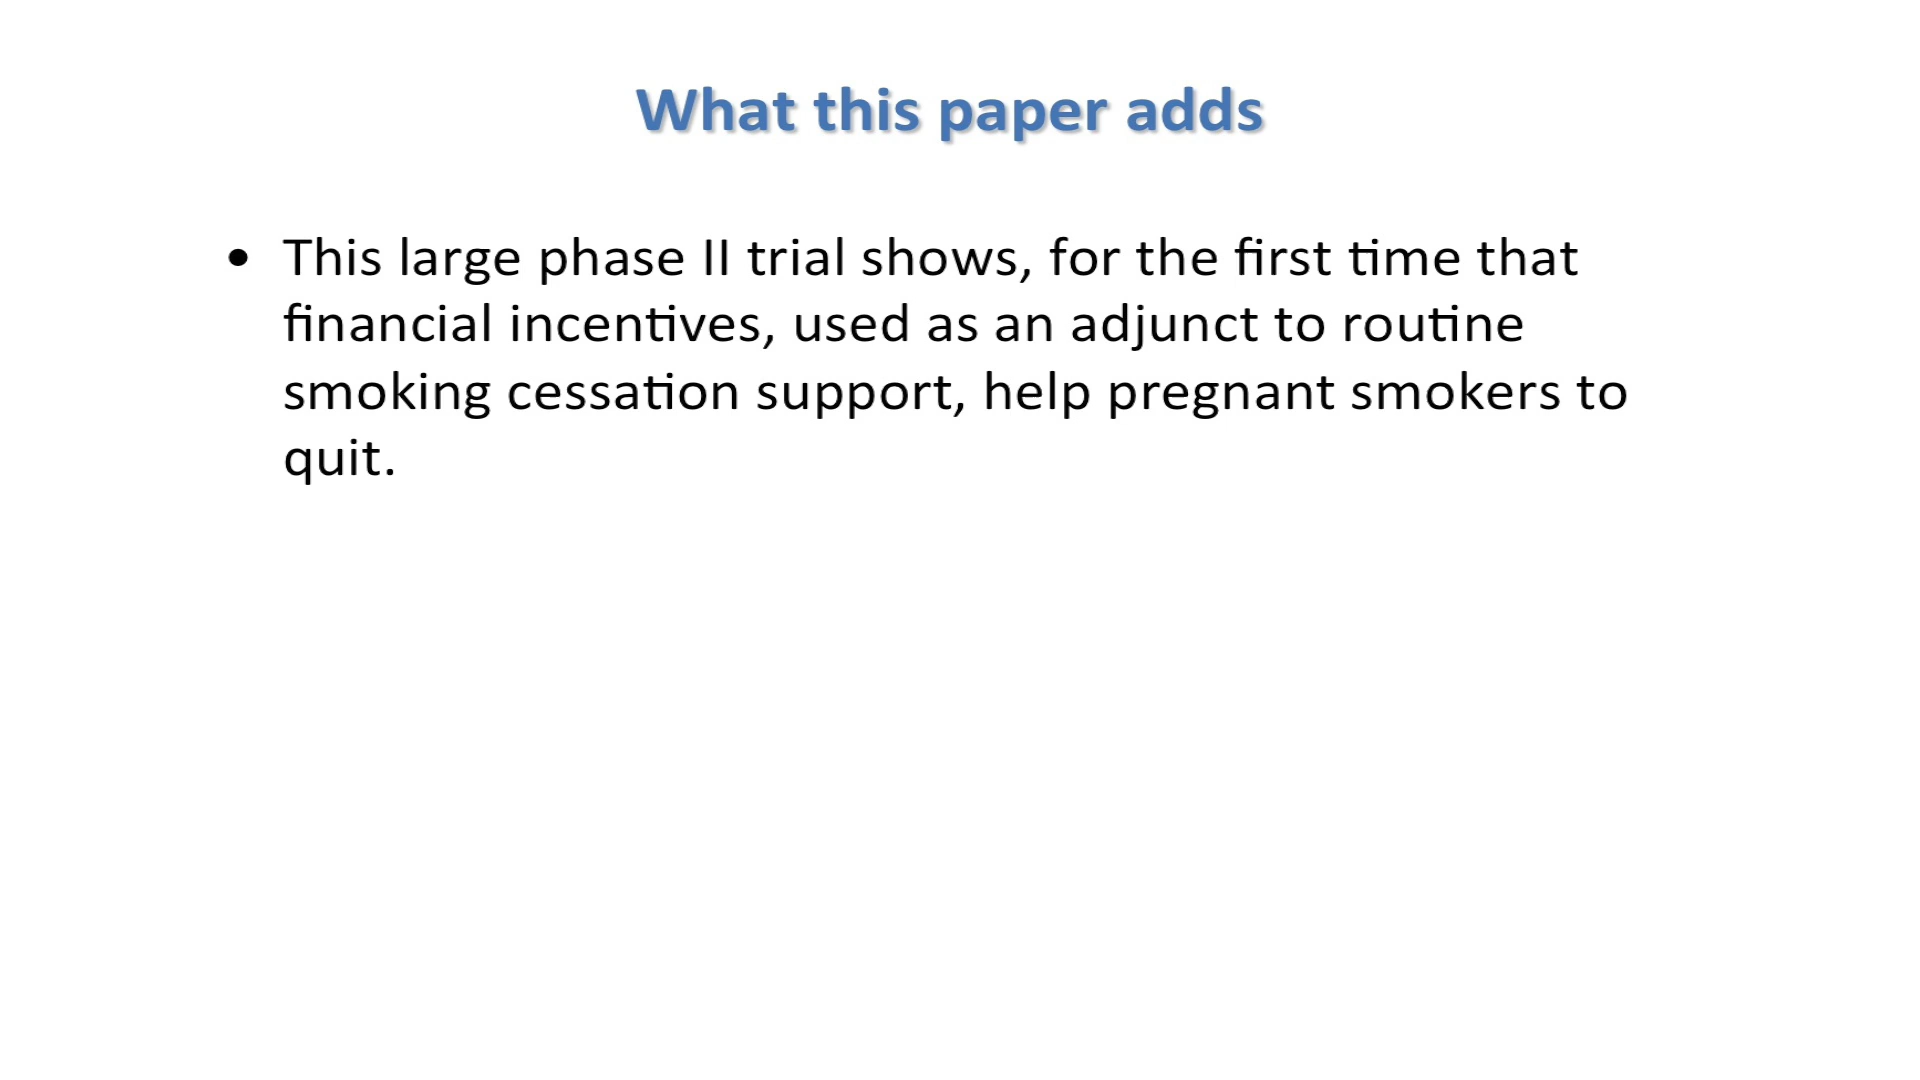 What this paper adds
• This large phase II trial shows, for the first time that
financial incentives, used as an adjunct to routine
smoking cessation support, help pregnant smokers to
quit.